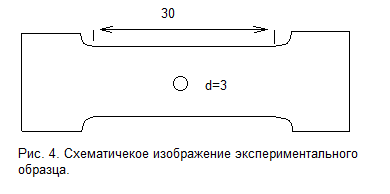 30
d=3
Рис. 4. Схематичекое изображение экспериментального
образца.